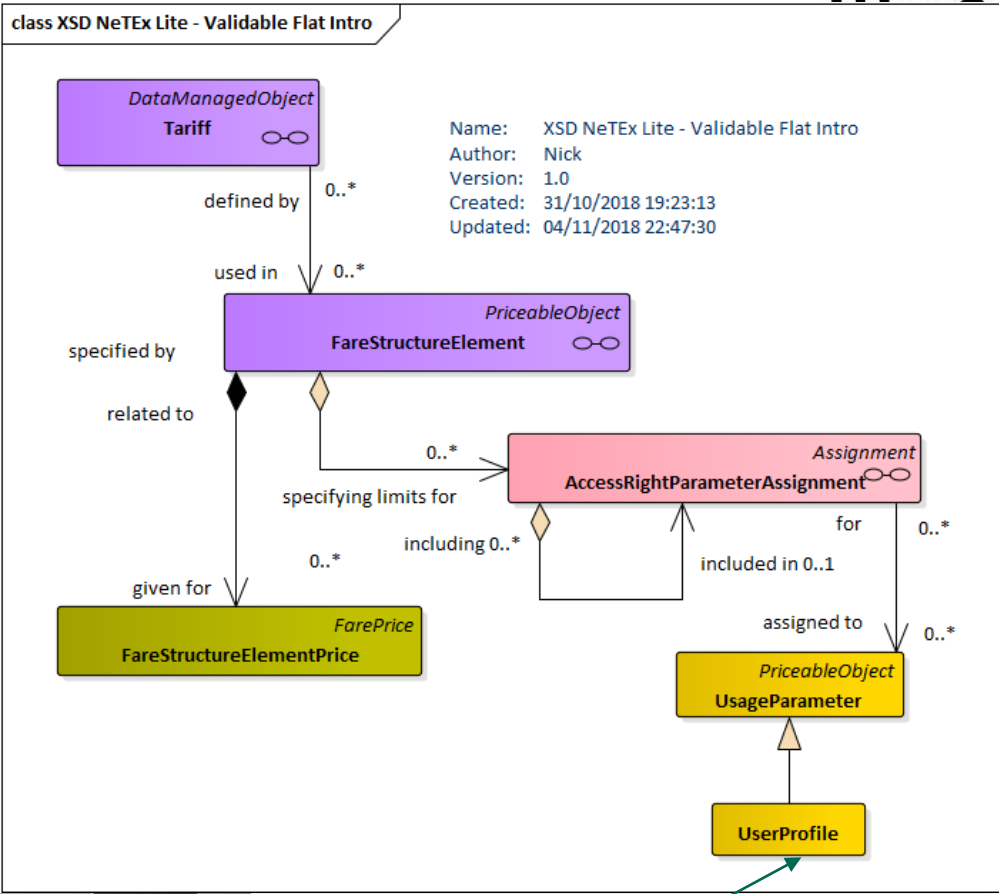 class XSD NeTEx Lite - Validable Flat Intro
DataManagedObject
Tariff
Name: XSD NeTEx Lite - Validable Flat Intro
Author: Nick
Version: 1.0
Created: 31/10/2018 19:23:13
Updated: 04/11/2018 22:47:30
defined by
0..*
used in
0..*
PriceableObject
FareStructureElement
specified by
related to
0..*
specifying limits for
Assignment
AccessRightParameterAssignment
including 0..*
included in 0..1
for
0..*
0..*
given for
FarePrice
FareStructureElementPrice
assigned to
0..*
PriceableObject
UsageParameter
UserProfile